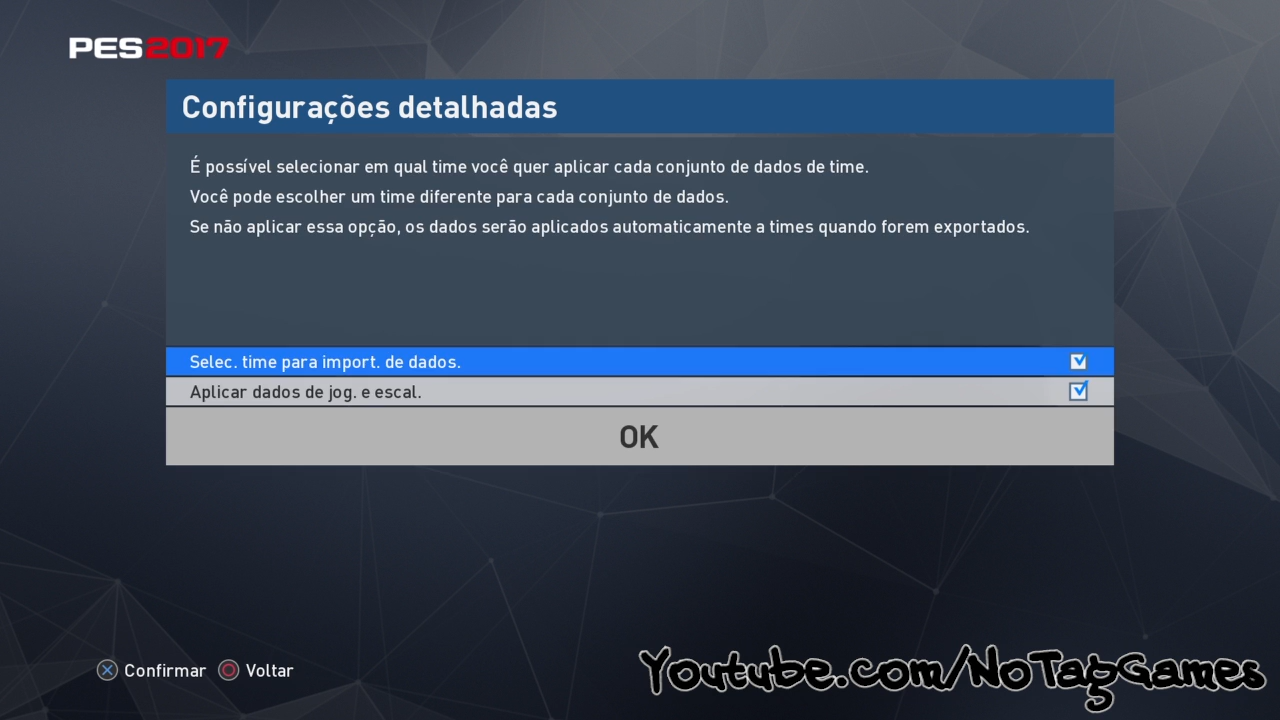 PES2017
Configurações detalhadas
É possível selecionar em qual time você quer aplicar cada conjunto de dados de time.
Você pode escolher um time diferente para cada conjunto de dados.
Se não aplicar essa opção, os dados serão aplicados automaticamente a times quando forem exportados.
Selec. time para import. de dados.
Aplicar dados de jog. e escal.
OK
Confirmar Voltar
Youtube.com/NoTagGames